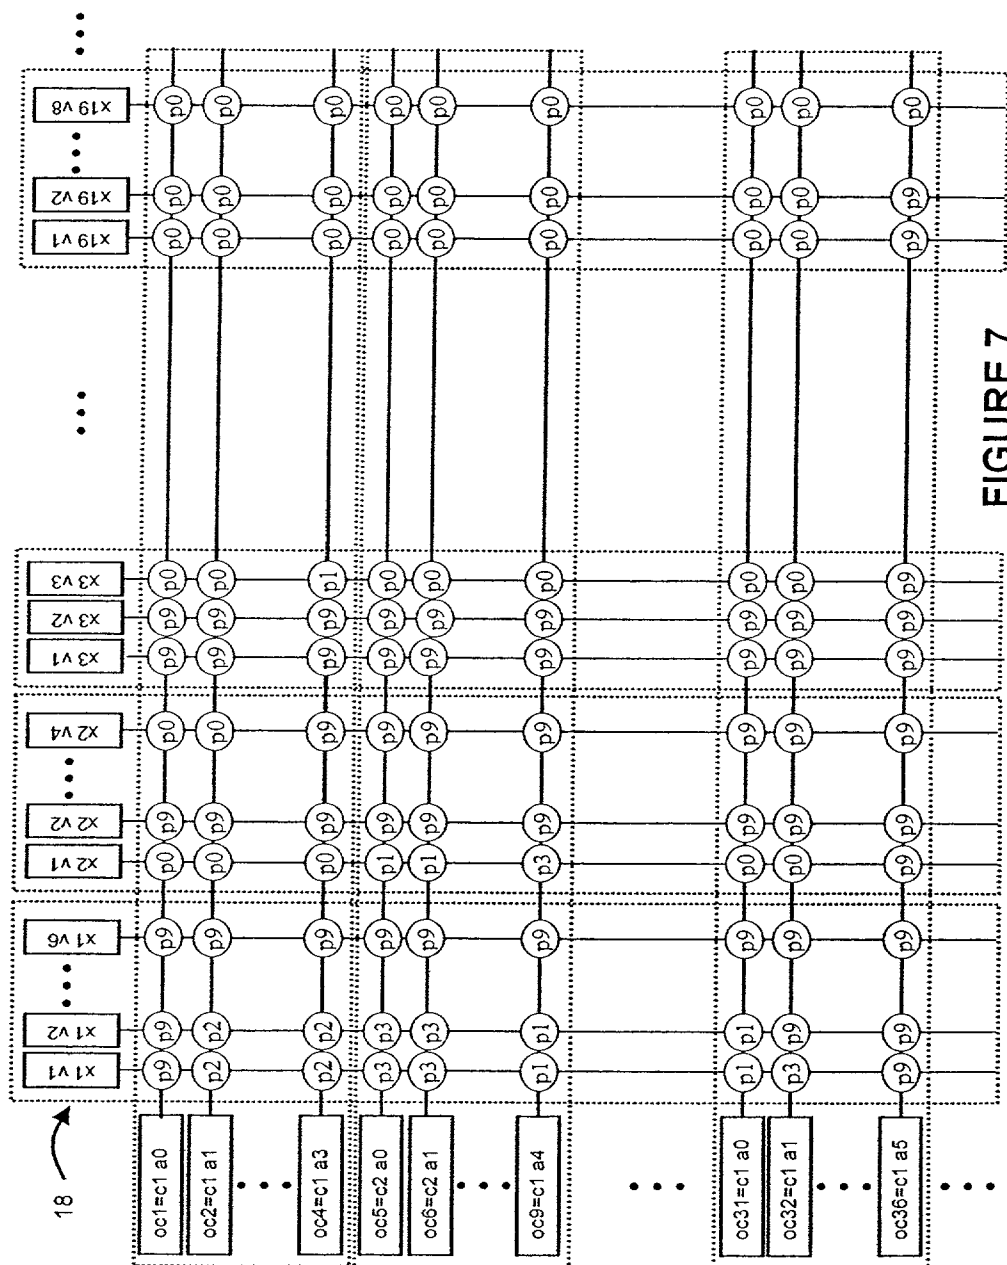 18
x1 v1 x1 v2 ••• x1 v6 x2 v1 x2 v2 ••• x2 v4 x3 v1 x3 v2 x3 v3 ••• x19 v1 x19 v2 ••• x19 v8 •••
oc1=c1 a0 p9 p9 p9 p0 p9 p0 p9 p9 p0 p0 p0 p0
oc2=c1 a1 p2 p2 p9 p0 p9 p0 p9 p9 p0 p0 p0 p0
oc4=c1 a3 p2 p2 p9 p0 p9 p9 p9 p9 p1 p0 p0 p0
oc5=c2 a0 p3 p3 p9 p1 p9 p9 p9 p9 p0 p0 p0 p0
oc6=c2 a1 p3 p3 p9 p1 p9 p9 p9 p9 p0 p0 p0 p0
oc9=c1 a4 p1 p1 p9 p3 p9 p9 p9 p9 p0 p0 p0 p0
oc31=c1 a0 p1 p1 p9 p0 p9 p9 p9 p9 p0 p0 p0 p0
oc32=c1 a1 p3 p9 p9 p0 p9 p9 p9 p9 p0 p0 p0 p0
oc36=c1 a5 p9 p9 p9 p9 p9 p9 p9 p9 p9 p9 p9 p0
FIGURE 7